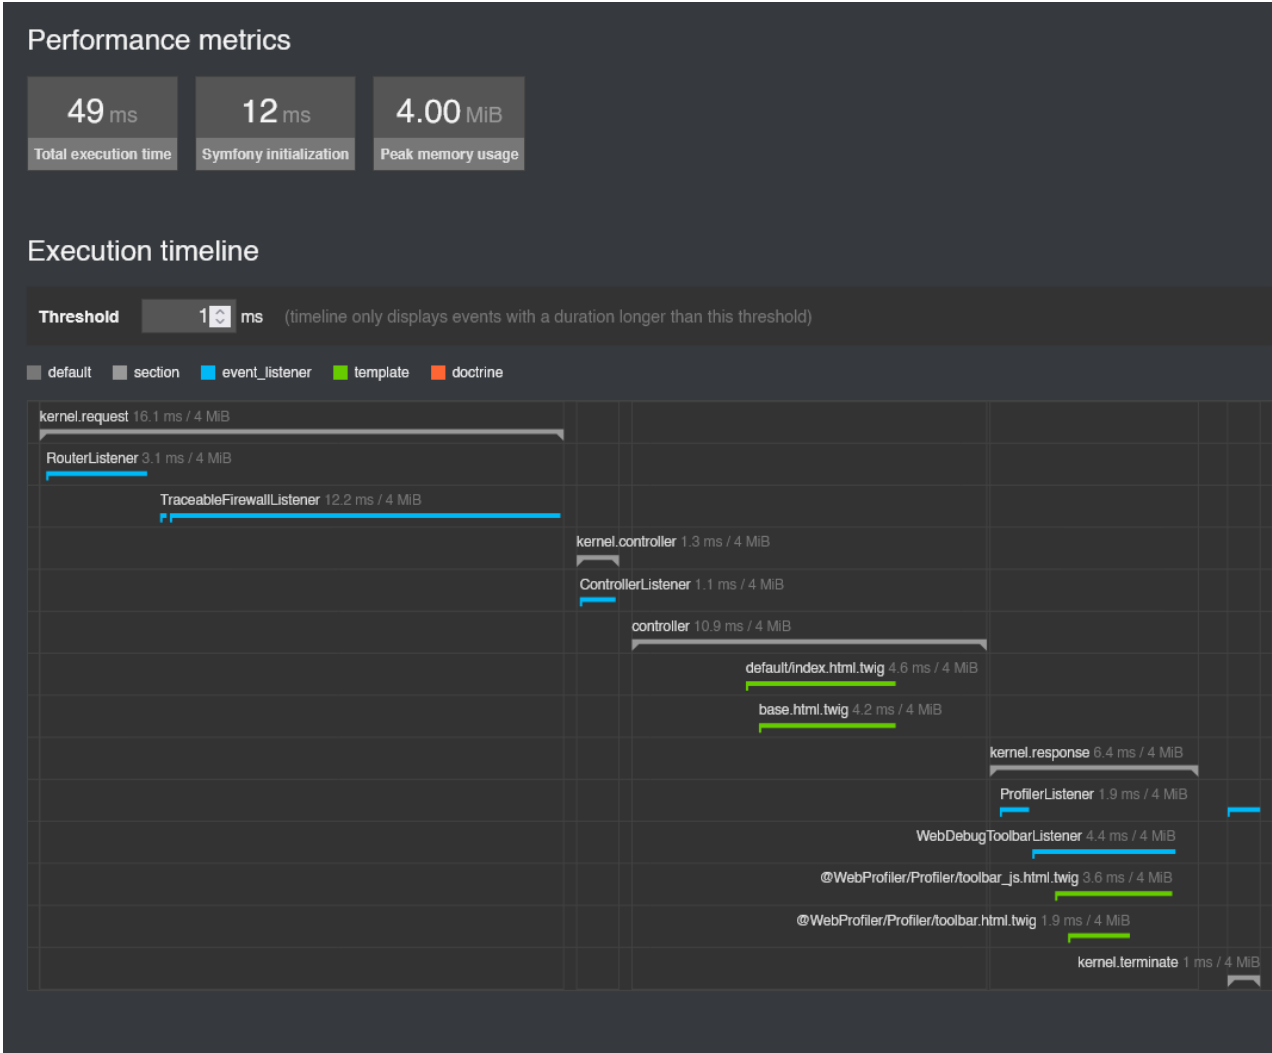 Performance metrics
49 ms
Total execution time
12 ms
Symfony initialization
4.00 MiB
Peak memory usage
Execution timeline
Threshold 1 ms (timeline only displays events with a duration longer than this threshold)
default section event_listener template doctrine
kernel.request 16.1 ms / 4 MiB
RouterListener 3.1 ms / 4 MiB
TraceableFirewallListener 12.2 ms / 4 MiB
kernel.controller 1.3 ms / 4 MiB
ControllerListener 1.1 ms / 4 MiB
controller 10.9 ms / 4 MiB
default/index.html.twig 4.6 ms / 4 MiB
base.html.twig 4.2 ms / 4 MiB
kernel.response 6.4 ms / 4 MiB
ProfilerListener 1.9 ms / 4 MiB
WebDebugToolbarListener 4.4 ms / 4 MiB
@WebProfiler/Profiler/toolbar_js.html.twig 3.6 ms / 4 MiB
@WebProfiler/Profiler/toolbar.html.twig 1.9 ms / 4 MiB
kernel.terminate 1 ms / 4 MiB